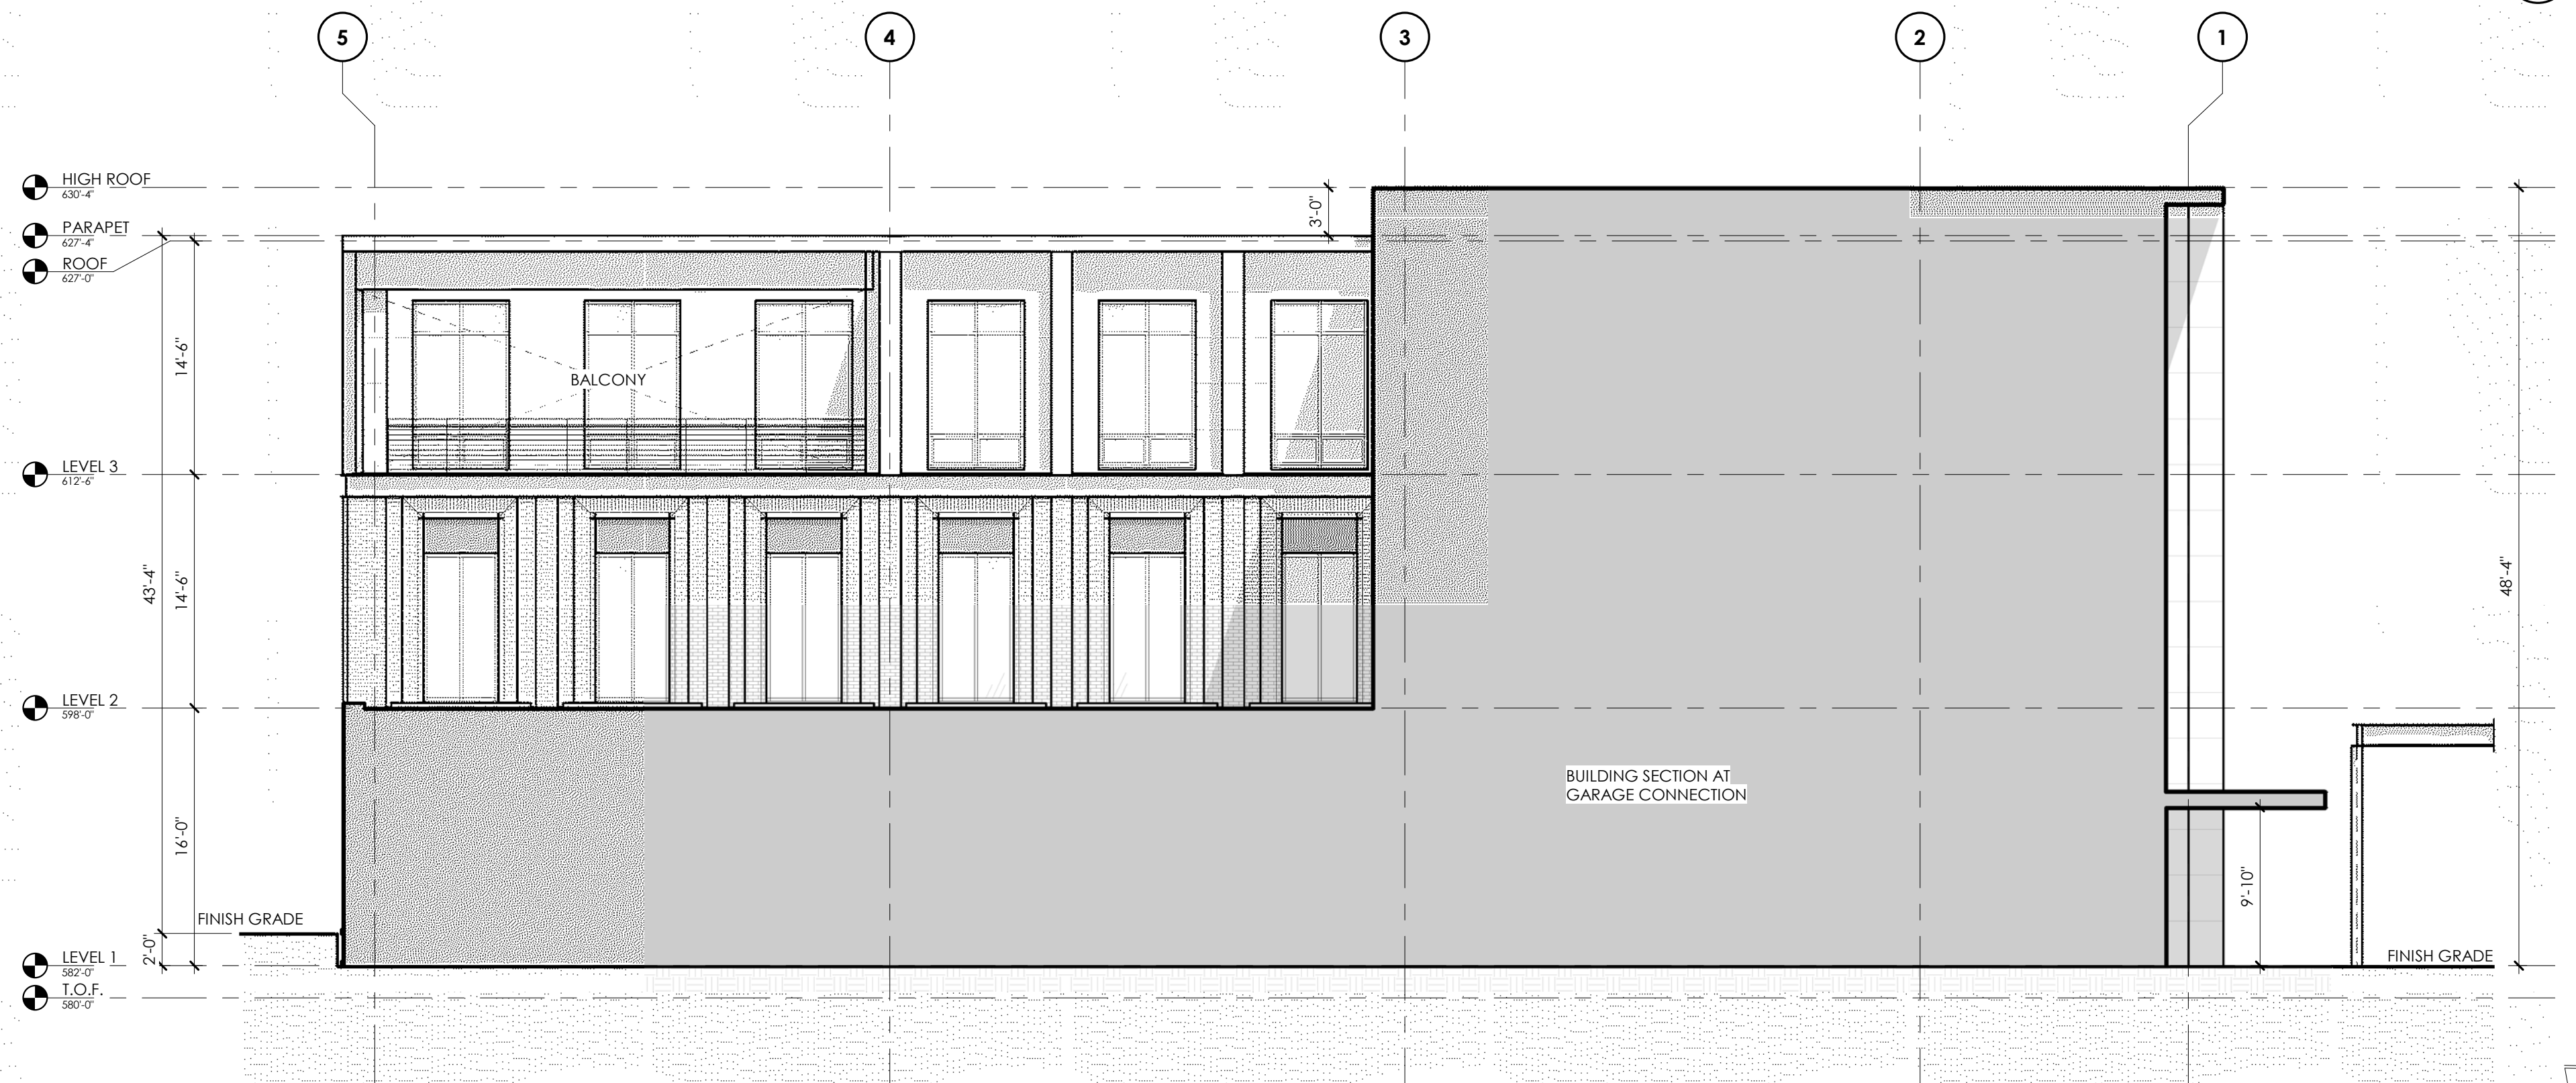 5
4
3
2
1
HIGH ROOF
630'-4"
PARAPET
627'-4"
ROOF
627'-0"
3'-0"
14'-6"
BALCONY
LEVEL 3
612'-6"
43'-4"
14'-6"
48'-4"
LEVEL 2
598'-0"
BUILDING SECTION AT
GARAGE CONNECTION
16'-0"
9'-10"
FINISH GRADE
2'-0"
LEVEL 1
582'-0"
FINISH GRADE
T.O.F.
580'-0"